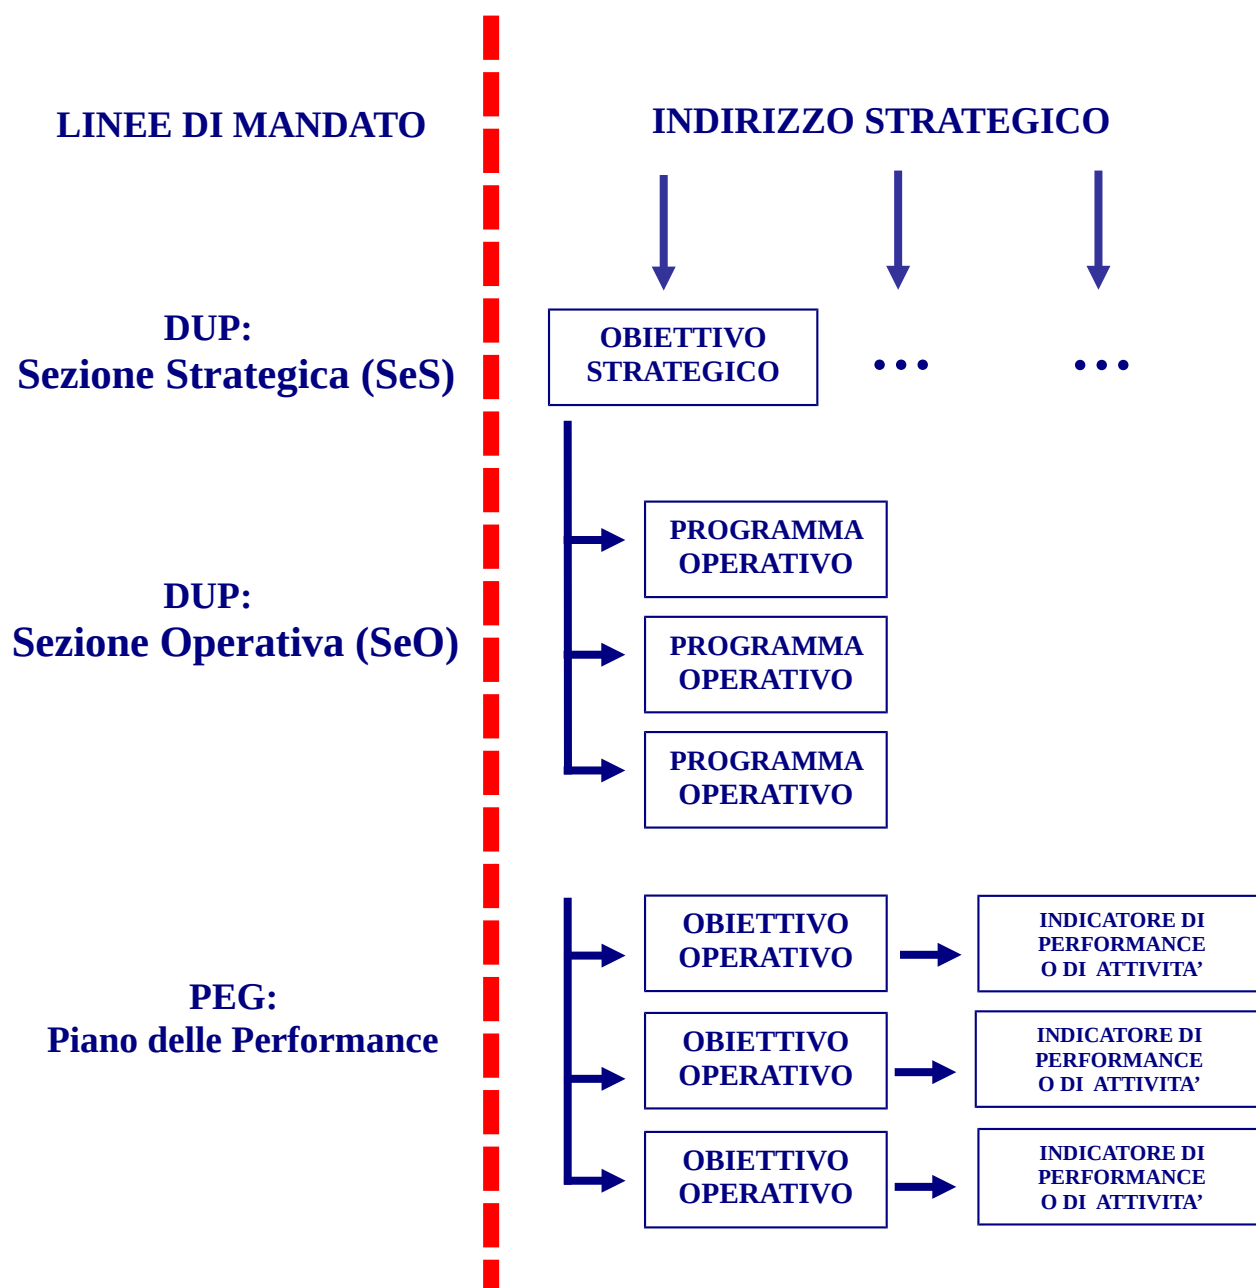 LINEE DI MANDATO
INDIRIZZO STRATEGICO
DUP:
Sezione Strategica (SeS)
OBIETTIVO
STRATEGICO
...
...
DUP:
Sezione Operativa (SeO)
PROGRAMMA
OPERATIVO
PROGRAMMA
OPERATIVO
PROGRAMMA
OPERATIVO
PEG:
Piano delle Performance
OBIETTIVO
OPERATIVO
INDICATORE DI
PERFORMANCE
O DI  ATTIVITA’
OBIETTIVO
OPERATIVO
INDICATORE DI
PERFORMANCE
O DI  ATTIVITA’
OBIETTIVO
OPERATIVO
INDICATORE DI
PERFORMANCE
O DI  ATTIVITA’